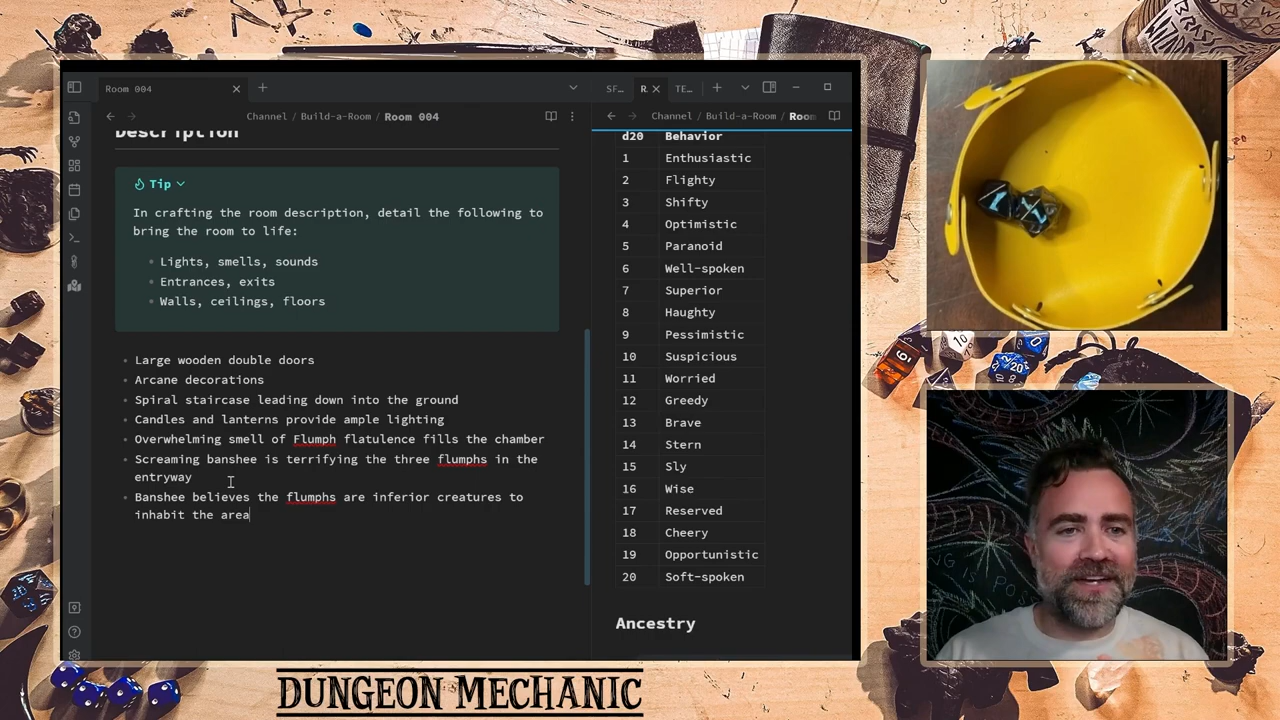 Room 004
SF...
R.
TE...
Channel / Build-a-Room / Room 004
Channel / Build-a-Room / Roon
Description
Tip
In crafting the room description, detail the following to
bring the room to life:
Lights, smells, sounds
Entrances, exits
Walls, ceilings, floors
Large wooden double doors
Arcane decorations
Spiral staircase leading down into the ground
Candles and lanterns provide ample lighting
Overwhelming smell of Flumph flatulence fills the chamber
Screaming banshee is terrifying the three flumphs in the
entryway
Banshee believes the flumphs are inferior creatures to
inhabit the area
d20 Behavior
1 Enthusiastic
2 Flighty
3 Shifty
4 Optimistic
5 Paranoid
6 Well-spoken
7 Superior
8 Haughty
9 Pessimistic
10 Suspicious
11 Worried
12 Greedy
13 Brave
14 Stern
15 Sly
16 Wise
17 Reserved
18 Cheery
19 Opportunistic
20 Soft-spoken
Ancestry
DUNGEON MECHANIC